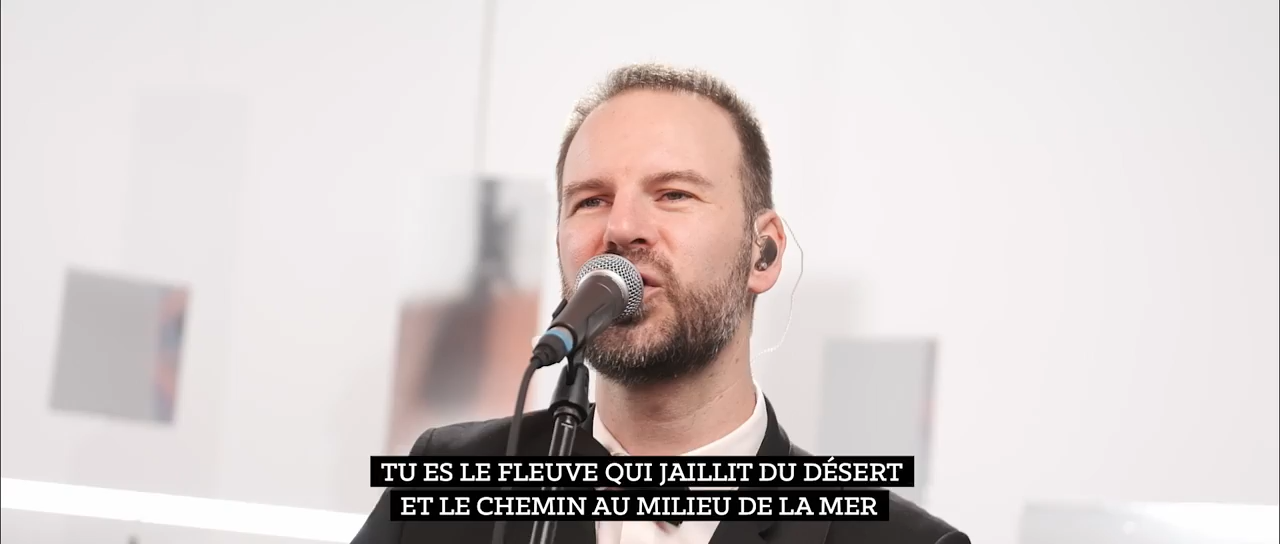 TU ES LE FLEUVE QUI JAILLIT DU DÉSERT
ET LE CHEMIN AU MILIEU DE LA MER